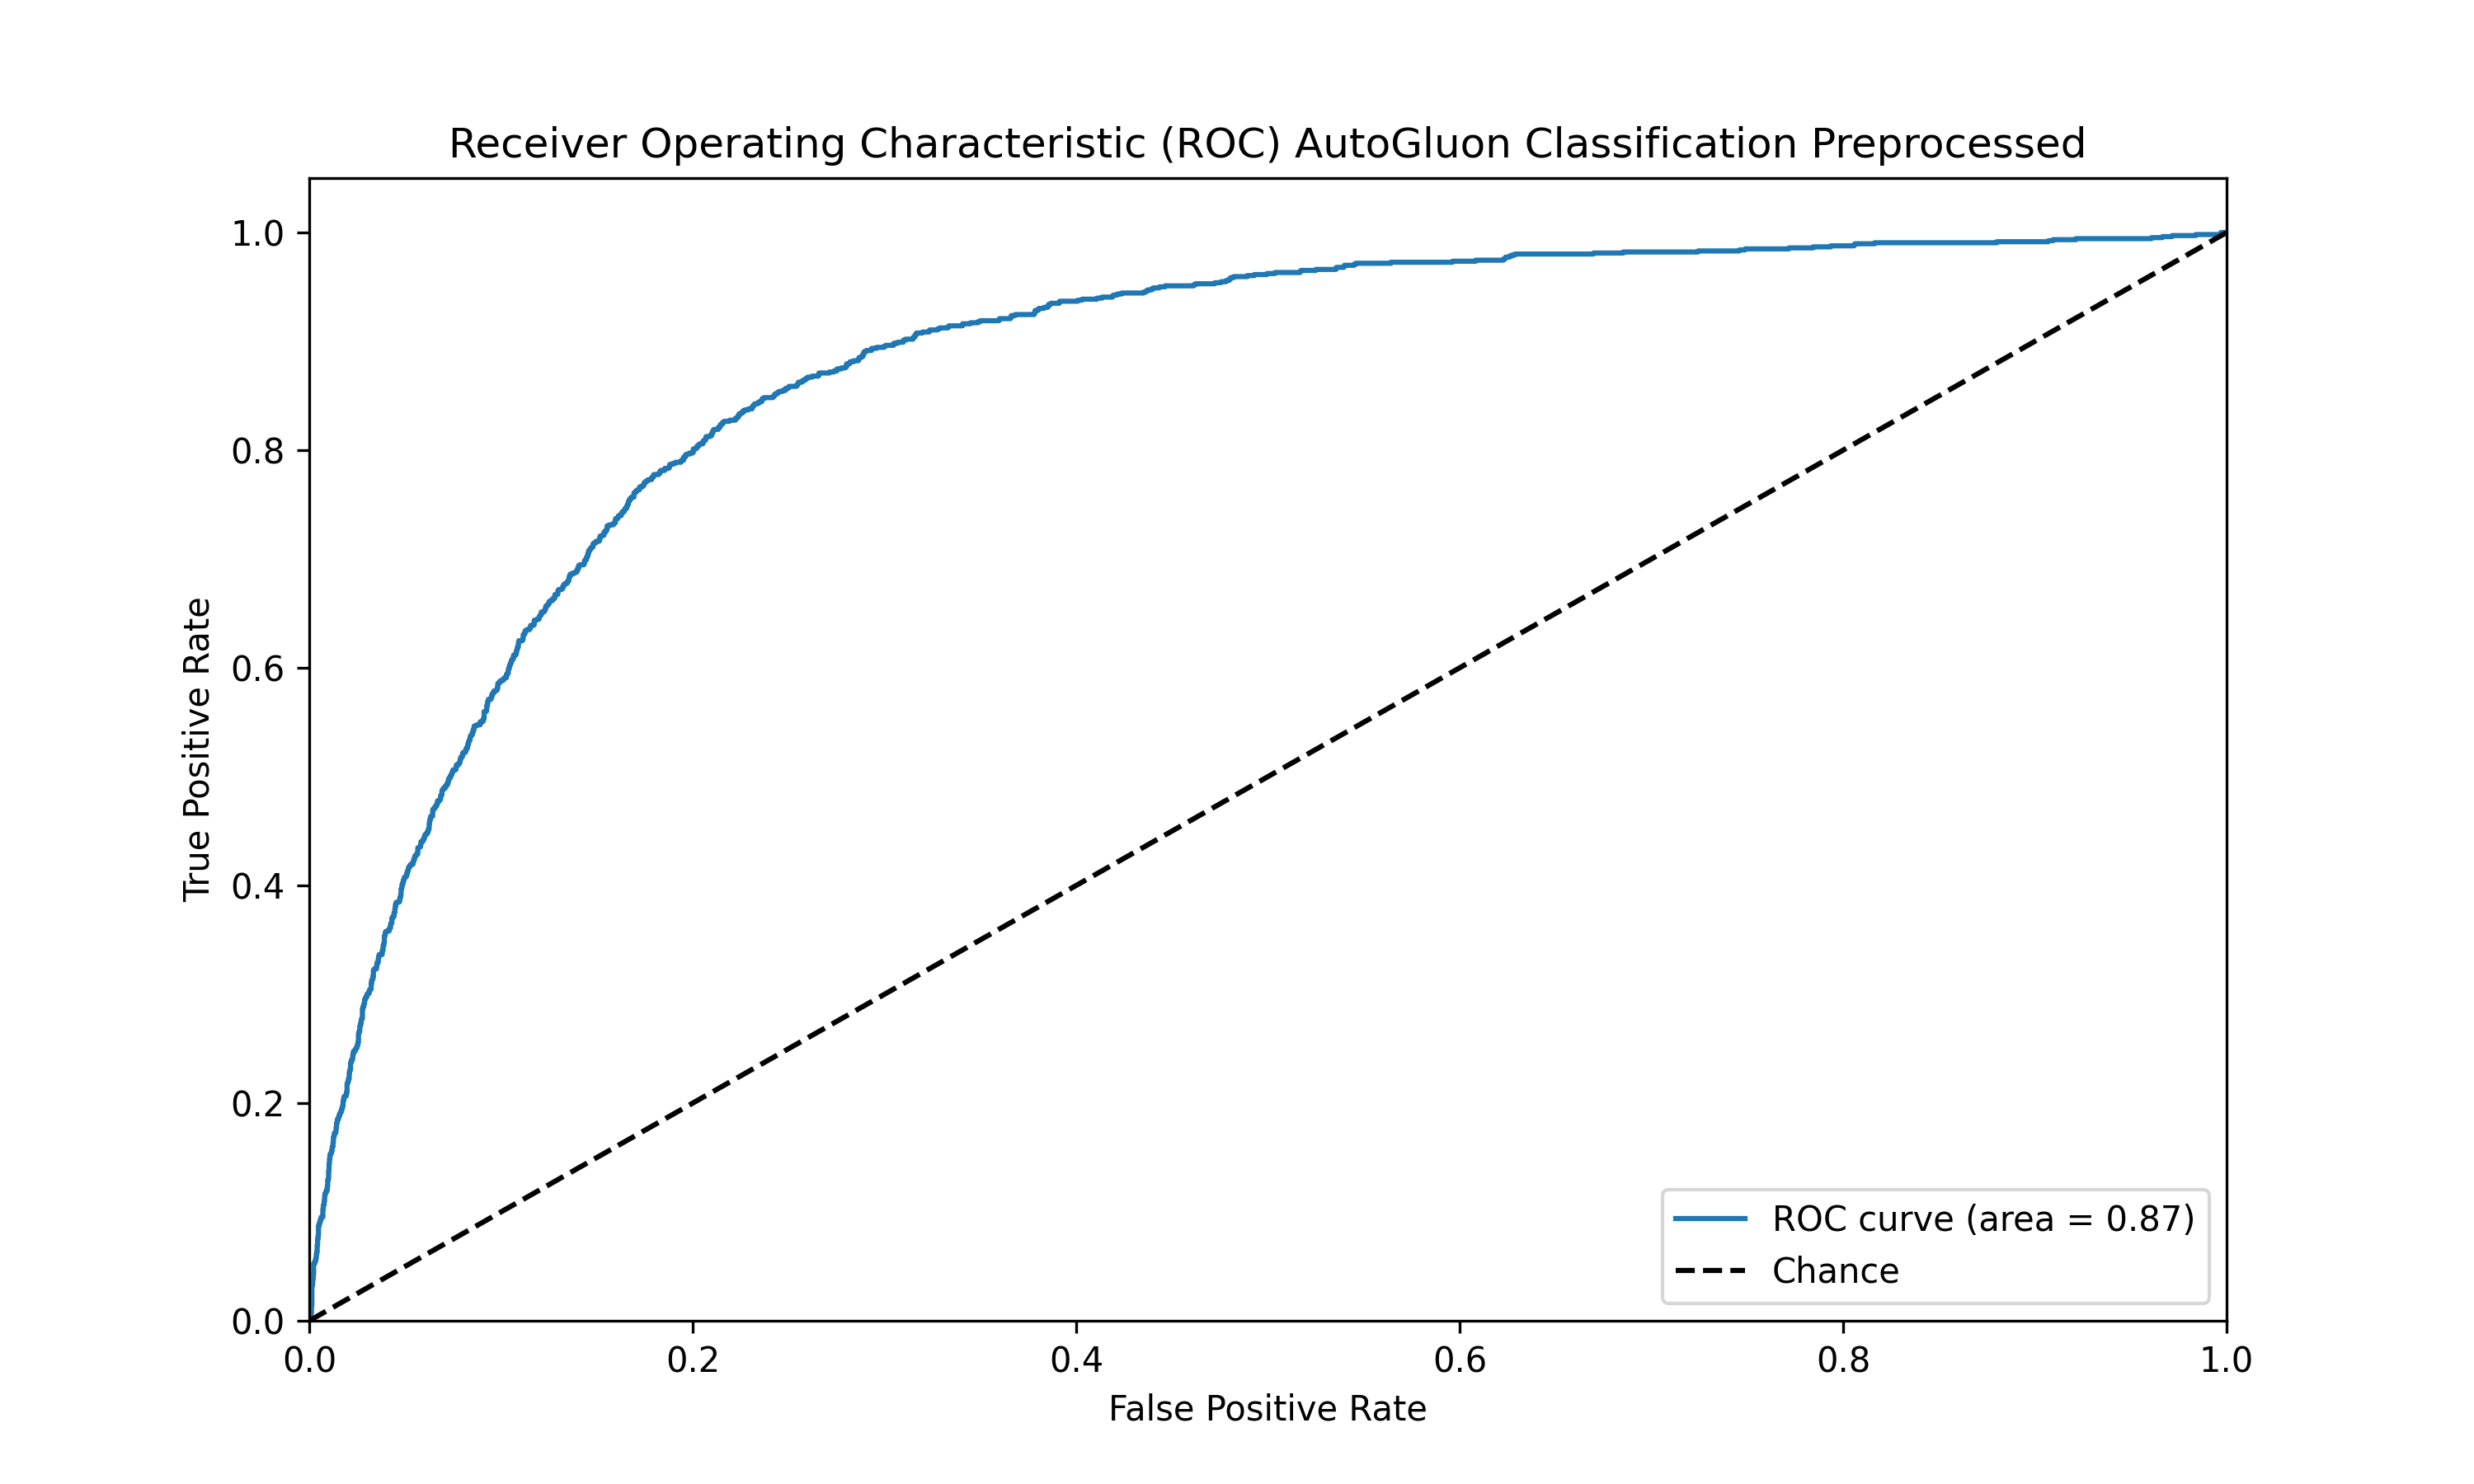 Receiver Operating Characteristic (ROC) AutoGluon Classification Preprocessed
True Positive Rate
1.0
0.8
0.6
0.4
0.2
0.0
0.0 0.2 0.4 0.6 0.8 1.0
False Positive Rate
ROC curve (area = 0.87)
Chance